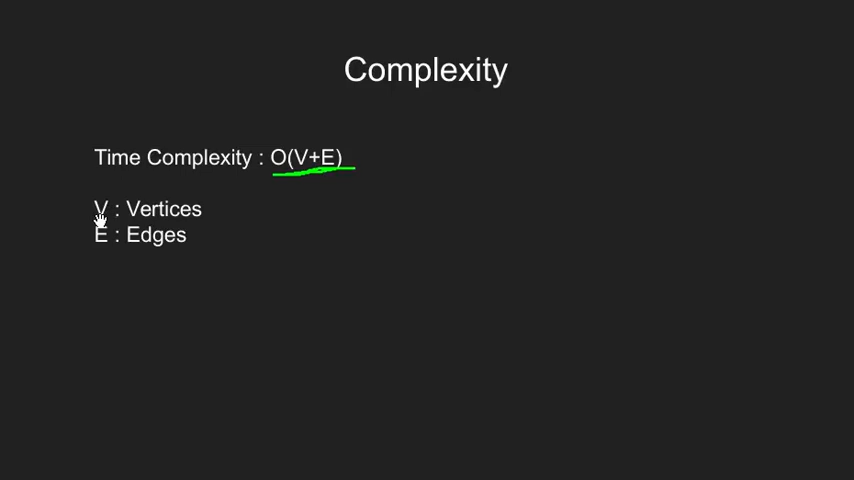 Complexity
Time Complexity : O(V+E)
V : Vertices
E : Edges